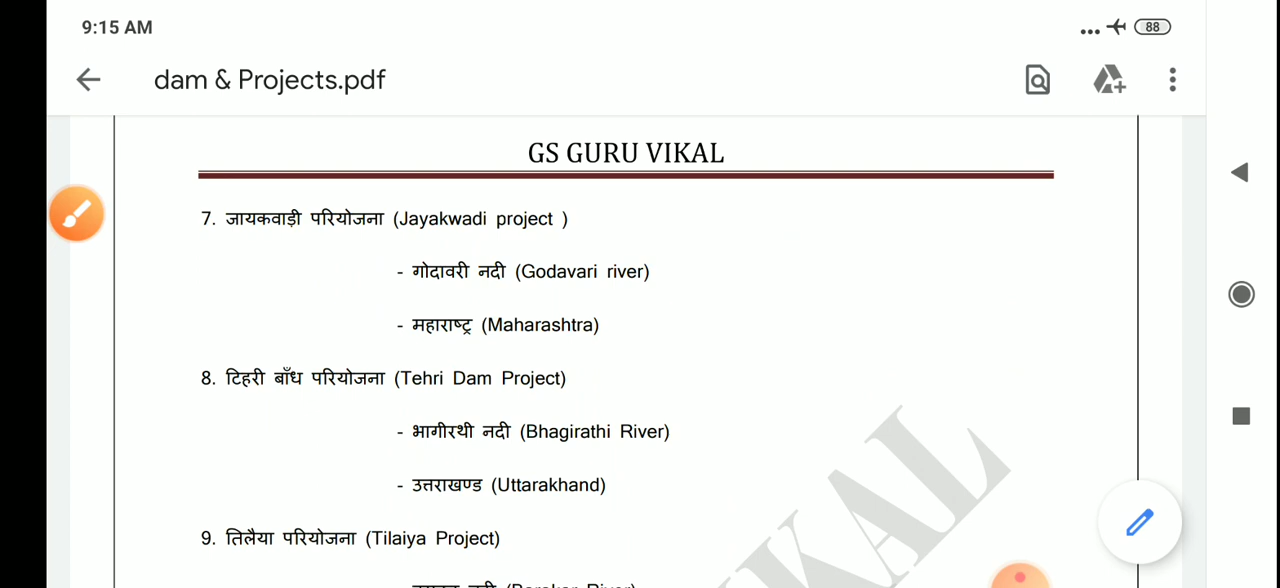 9:15 AM
88
dam & Projects.pdf
GS GURU VIKAL
7. जायकवाड़ी परियोजना (Jayakwadi project )
- गोदावरी नदी (Godavari river)
- महाराष्ट्र (Maharashtra)
8. टिहरी बाँध परियोजना (Tehri Dam Project)
- भागीरथी नदी (Bhagirathi River)
- उत्तराखण्ड (Uttarakhand)
9. तिलैया परियोजना (Tilaiya Project)